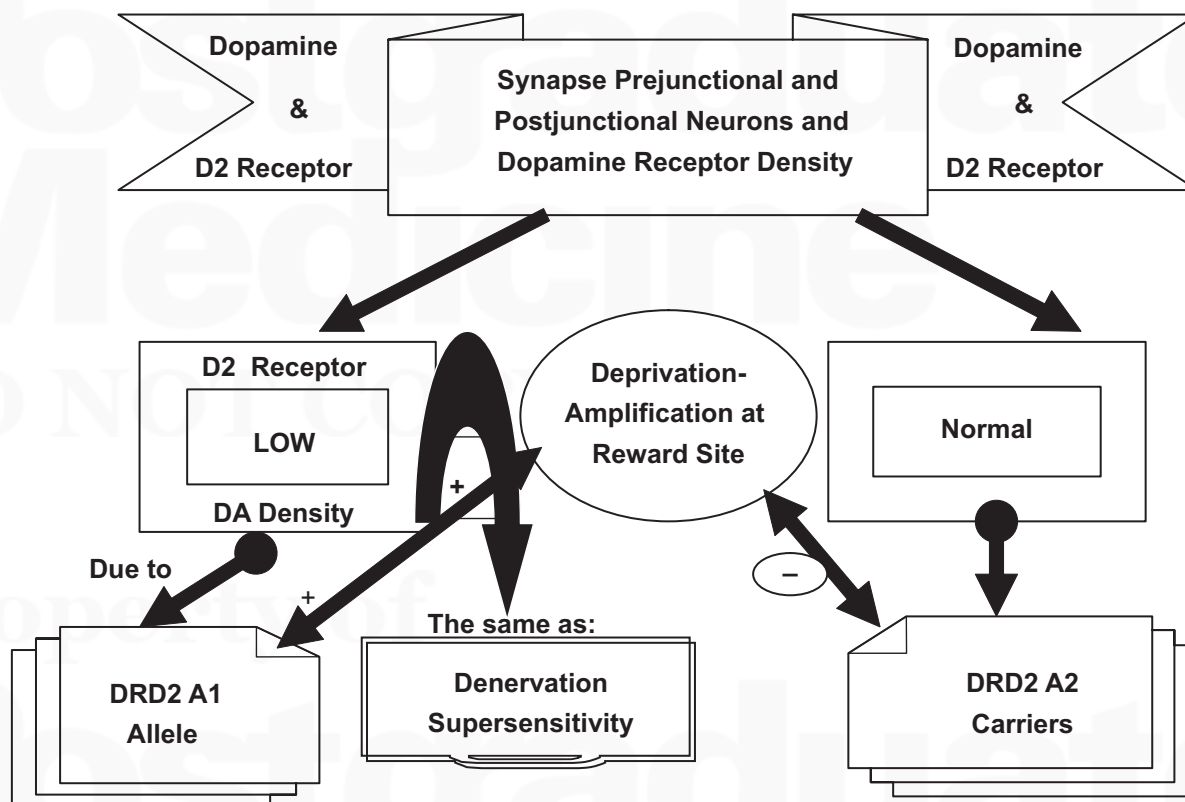 Dopamine
&
D2 Receptor
Synapse Prejunctional and
Postjunctional Neurons and
Dopamine Receptor Density
Dopamine
&
D2 Receptor
D2 Receptor
LOW
DA Density
+
Deprivation-
Amplification at
Reward Site
Normal
Due to
+
−
The same as:
DRD2 A1
Allele
Denervation
Supersensitivity
DRD2 A2
Carriers